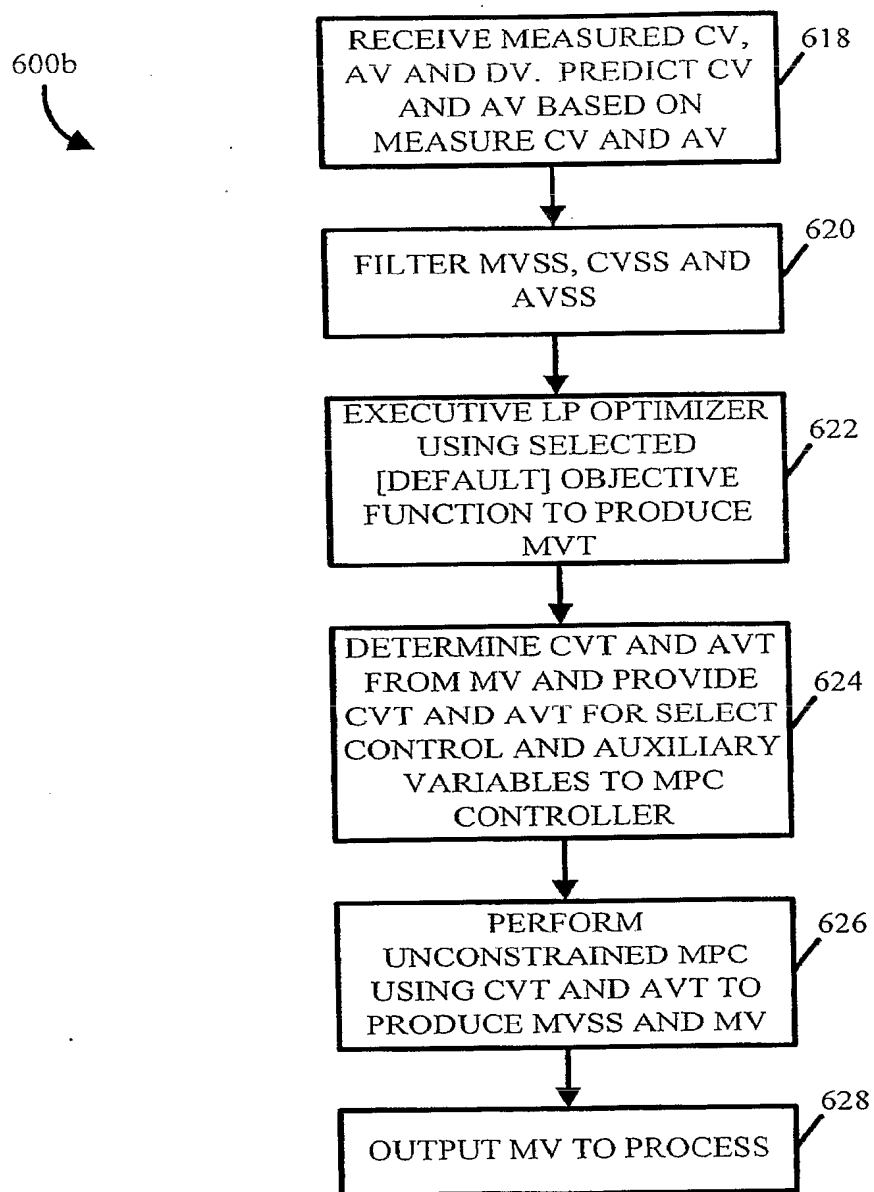 600b
RECEIVE MEASURED CV,
AV AND DV. PREDICT CV
AND AV BASED ON
MEASURE CV AND AV
618
FILTER MVSS, CVSS AND
AVSS
620
EXECUTIVE LP OPTIMIZER
USING SELECTED
[DEFAULT] OBJECTIVE
FUNCTION TO PRODUCE
MVT
622
DETERMINE CVT AND AVT
FROM MV AND PROVIDE
CVT AND AVT FOR SELECT
CONTROL AND AUXILIARY
VARIABLES TO MPC
CONTROLLER
624
PERFORM
UNCONSTRAINED MPC
USING CVT AND AVT TO
PRODUCE MVSS AND MV
626
OUTPUT MV TO PROCESS
628